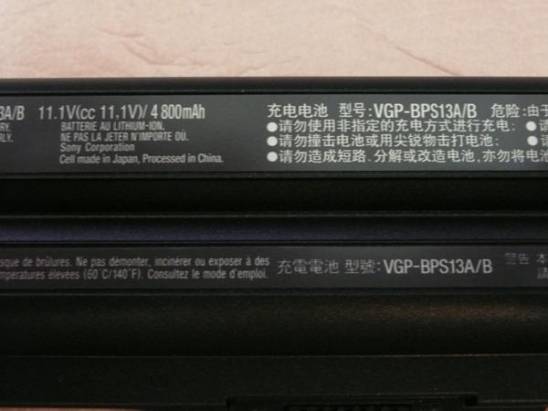 3A/B 11.1V(cc 11.1V)/4 800mAh
BATTERIE AU LITHIUM-ION.
NE PAS LA JETER N'IMPORTE OÙ.
Sony Corporation
Cell made in Japan, Processed in China.
充电电池 型号: VGP-BPS13A/B 危险:由于
●请勿使用非指定的充电方式进行充电;
●请勿撞击电池或用尖锐物击打电池;
●请勿造成短路、分解或改造电池,亦勿将电池
sque de brûlures. Ne pas démonter, incinérer ou exposer à des
mpératures élevées (60°C/140°F). Consultez le mode d'emploi.
充電電池 型號: VGP-BPS13A/B
警告